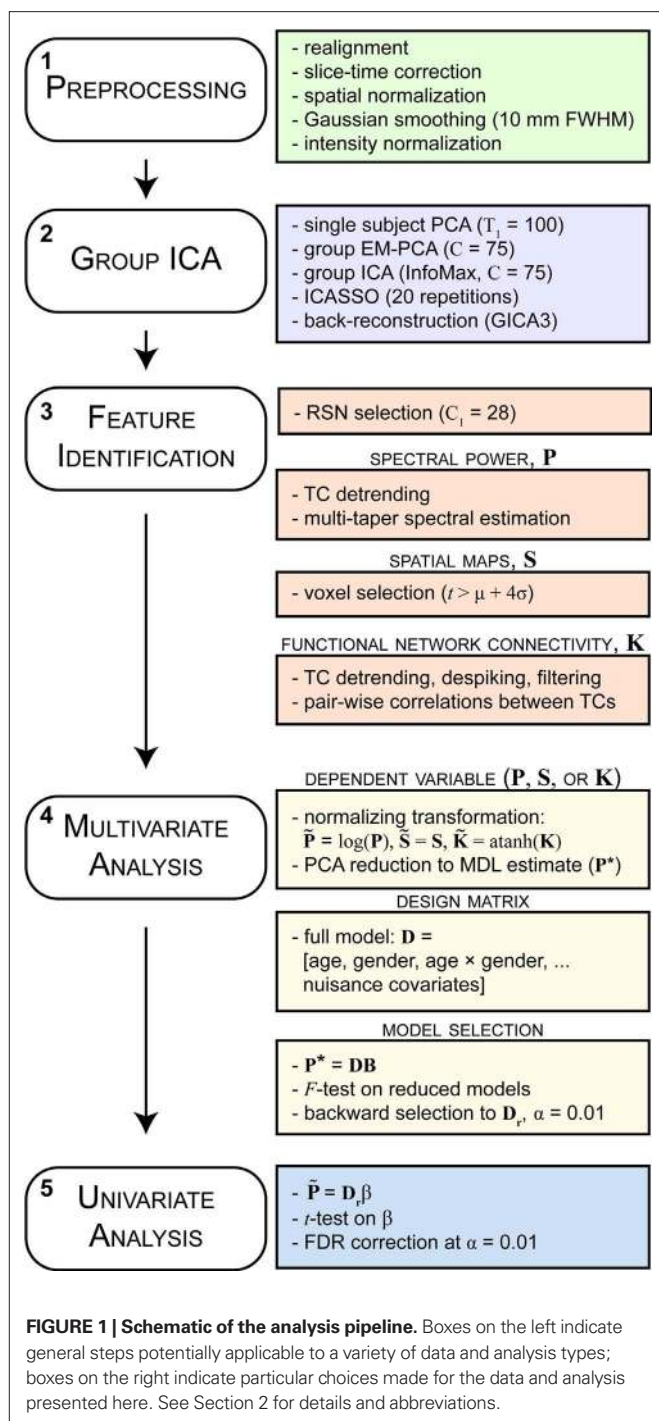 1 PREPROCESSING
- realignment
- slice-time correction
- spatial normalization
- Gaussian smoothing (10 mm FWHM)
- intensity normalization
2 GROUP ICA
- single subject PCA (T₁ = 100)
- group EM-PCA (C = 75)
- group ICA (InfoMax, C = 75)
- ICASSO (20 repetitions)
- back-reconstruction (GICA3)
3 FEATURE
IDENTIFICATION
- RSN selection (C₁ = 28)
SPECTRAL POWER, P
- TC detrending
- multi-taper spectral estimation
SPATIAL MAPS, S
- voxel selection (t > μ + 4σ)
FUNCTIONAL NETWORK CONNECTIVITY, K
- TC detrending, despiking, filtering
- pair-wise correlations between TCs
4 MULTIVARIATE
ANALYSIS
DEPENDENT VARIABLE (P, S, OR K)
- normalizing transformation:
P̃ = log(P), S̃ = S, K̃ = atanh(K)
- PCA reduction to MDL estimate (P*)
DESIGN MATRIX
- full model: D =
[age, gender, age × gender, ...
nuisance covariates]
MODEL SELECTION
- P* = DB
- F-test on reduced models
- backward selection to Dᵣ, α = 0.01
5 UNIVARIATE
ANALYSIS
- P̃ = Dᵣβ
- t-test on β
- FDR correction at α = 0.01
FIGURE 1 | Schematic of the analysis pipeline. Boxes on the left indicate
general steps potentially applicable to a variety of data and analysis types;
boxes on the right indicate particular choices made for the data and analysis
presented here. See Section 2 for details and abbreviations.